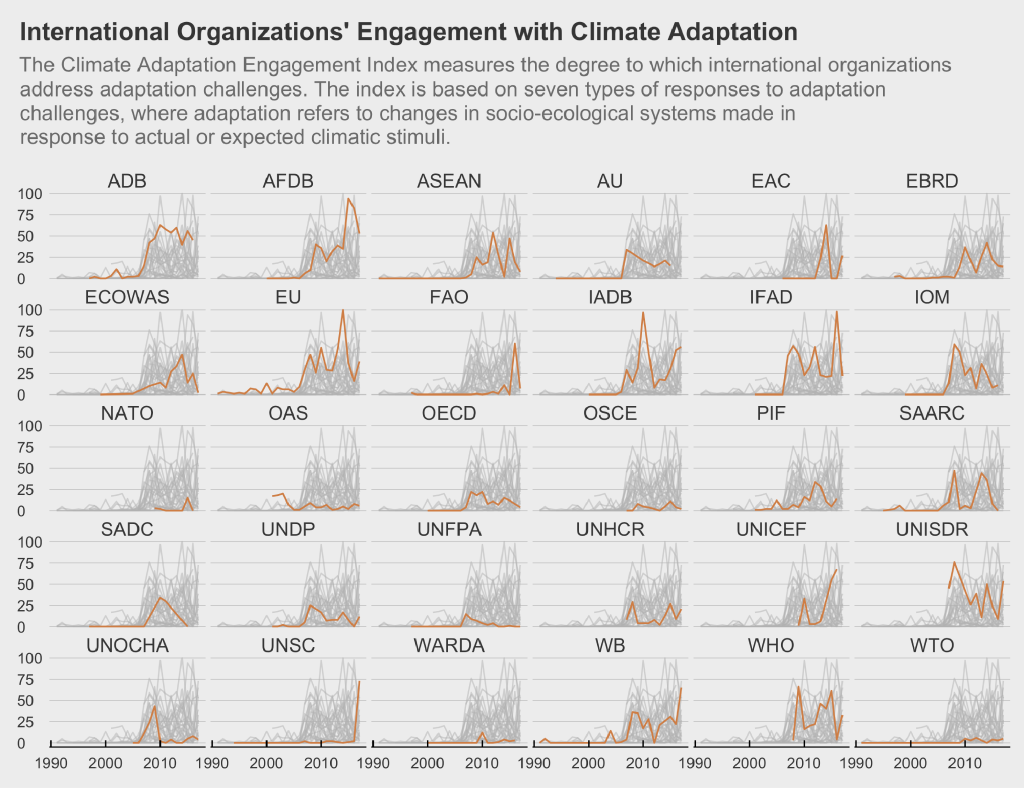 International Organizations' Engagement with Climate Adaptation
The Climate Adaptation Engagement Index measures the degree to which international organizations
address adaptation challenges. The index is based on seven types of responses to adaptation
challenges, where adaptation refers to changes in socio-ecological systems made in
response to actual or expected climatic stimuli.
ADB AFDB ASEAN AU EAC EBRD
100
75
50
25
0
ECOWAS EU FAO IADB IFAD IOM
100
75
50
25
0
NATO OAS OECD OSCE PIF SAARC
100
75
50
25
0
SADC UNDP UNFPA UNHCR UNICEF UNISDR
100
75
50
25
0
UNOCHA UNSC WARDA WB WHO WTO
100
75
50
25
0
1990 2000 2010 1990 2000 2010 1990 2000 2010 1990 2000 2010 1990 2000 2010 1990 2000 2010